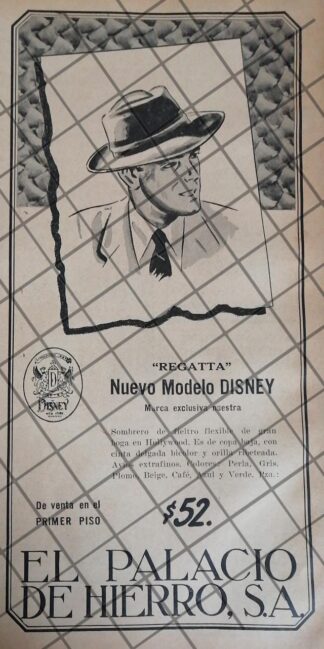 "REGATTA"
Nuevo Modelo DISNEY
Marca exclusiva nuestra
DISNEY
Sombrero de fieltro flexible de gran
boga en Hollywood. Es de copa baja, con
cinta delgada bicolor y orilla ribeteada.
Avíos extrafinos. Colores: Perla, Gris,
Plomo, Beige, Café, Azul y Verde. Pza.:
De venta en el
PRIMER PISO
$52.
EL PALACIO
DE HIERRO, S.A.